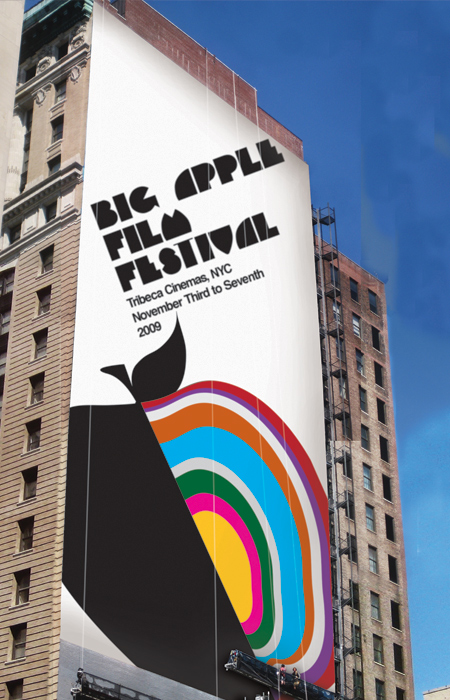 BIG APPLE
FILM
FESTIVAL
Tribeca Cinemas, NYC
November Third to Seventh
2009